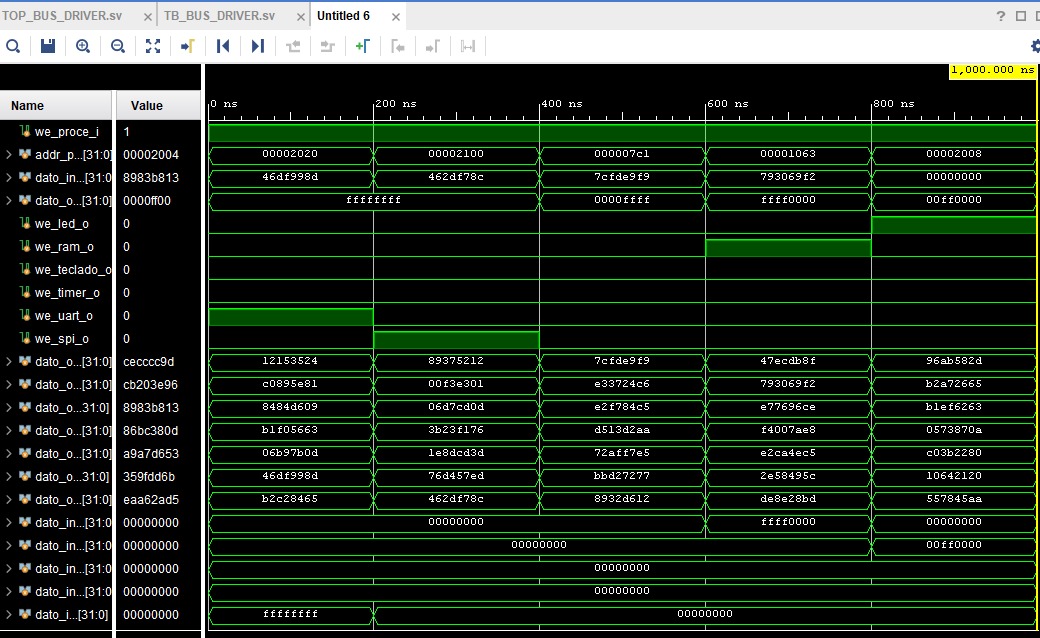 TOP_BUS_DRIVER.sv × TB_BUS_DRIVER.sv × Untitled 6 ×
?
1,000.000 ns
Name Value 0 ns 200 ns 400 ns 600 ns 800 ns
we_proce_i 1
addr_p...[31:0] 00002004 00002020 00002100 000007c1 00001063 00002008
dato_in...[31:0 8983b813 46df998d 462df78c 7cfde9f9 793069f2 00000000
dato_o...[31:0] 0000ff00 ffffffff 0000ffff ffff0000 00ff0000
we_led_o 0
we_ram_o 0
we_teclado_o 0
we_timer_o 0
we_uart_o 0
we_spi_o 0
dato_o...[31:0] cecccc9d 12153524 89375212 7cfde9f9 47ecdb8f 96ab582d
dato_o...[31:0] cb203e96 c0895e81 00f3e301 e33724c6 793069f2 b2a72665
dato_o...31:0] 8983b813 8484d609 06d7cd0d e2f784c5 e77696ce b1ef6263
dato_o...[31:0] 86bc380d b1f05663 3b23f176 d513d2aa f4007ae8 0573870a
dato_o...[31:0] a9a7d653 06b97b0d 1e8dcd3d 72aff7e5 e2ca4ec5 c03b2280
dato_o...31:0] 359fdd6b 46df998d 76d457ed bbd27277 2e58495c 10642120
dato_o...[31:0] eaa62ad5 b2c28465 462df78c 8932d612 de8e28bd 557845aa
dato_in...[31:0 00000000 00000000 ffff0000 00000000
dato_in...[31:0 00000000 00000000 00ff0000
dato_in...[31:0 00000000 00000000
dato_in...[31:0 00000000 00000000
dato_i...[31:0] 00000000 ffffffff 00000000